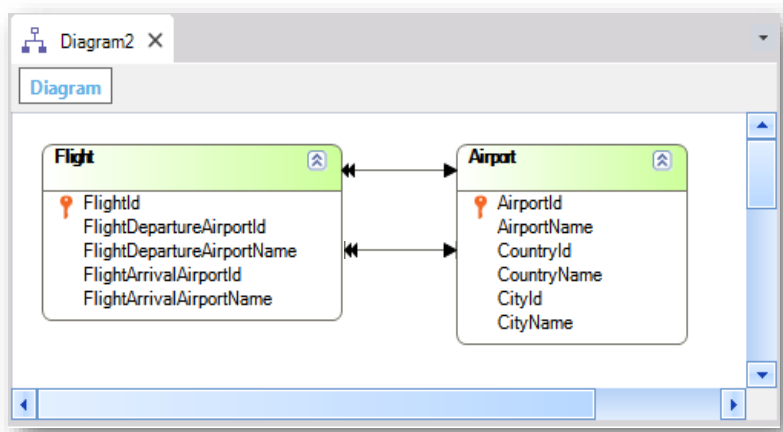 Diagram2
Diagram
Flight
FlightId
FlightDepartureAirportId
FlightDepartureAirportName
FlightArrivalAirportId
FlightArrivalAirportName
Airport
AirportId
AirportName
CountryId
CountryName
CityId
CityName